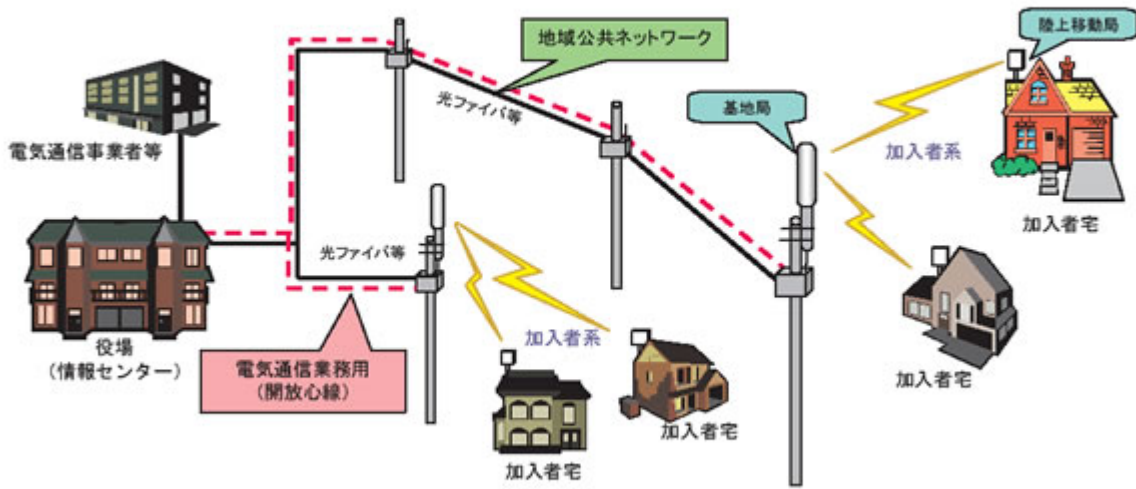 地域公共ネットワーク
陸上移動局
光ファイバ等
基地局
電気通信事業者等
加入者系
加入者宅
光ファイバ等
役場
(情報センター)
電気通信業務用
(開放心線)
加入者系
加入者宅
加入者宅
加入者宅